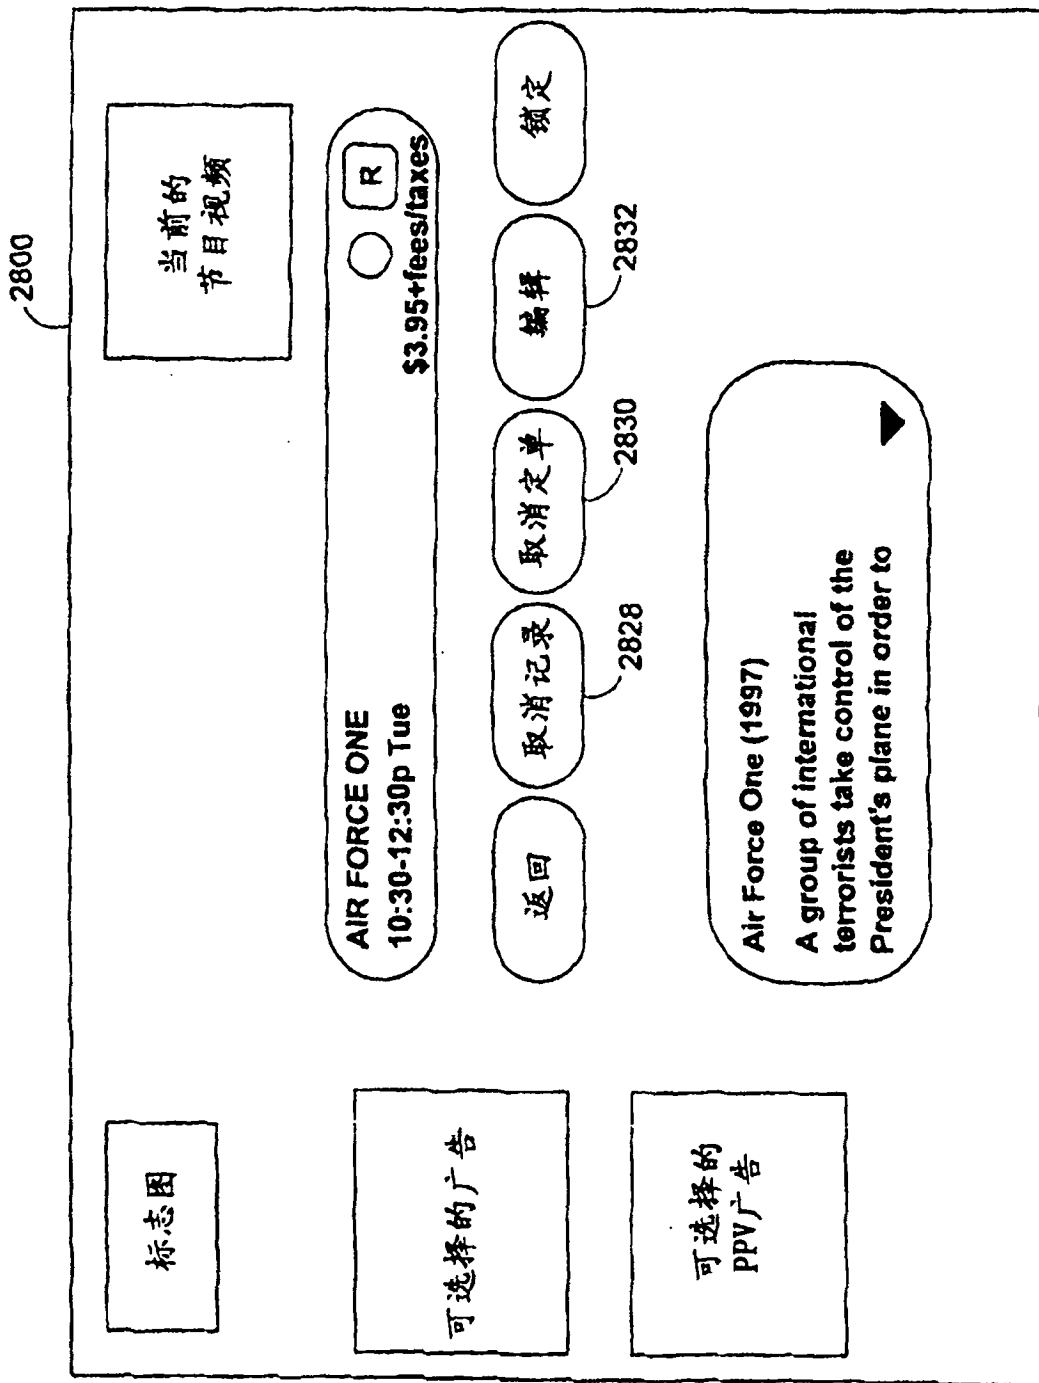 2800
标志图
当前的
节目视频
AIR FORCE ONE
R
10:30-12:30p Tue
$3.95+fees/taxes
返回
取消记录
取消定单
编辑
锁定
2828
2830
2832
可选择的广告
可选择的
PPV广告
Air Force One (1997)
A group of international
terrorists take control of the
President's plane in order to